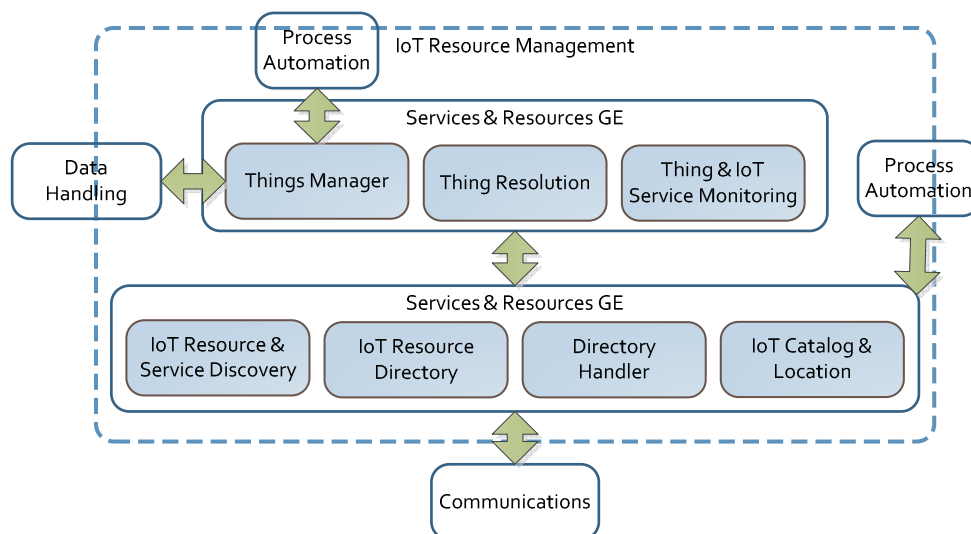 Process
Automation
IoT Resource Management
Services & Resources GE
Data
Handling
Things Manager
Thing Resolution
Thing & IoT
Service Monitoring
Process
Automation
Services & Resources GE
IoT Resource &
Service Discovery
IoT Resource
Directory
Directory
Handler
IoT Catalog &
Location
Communications